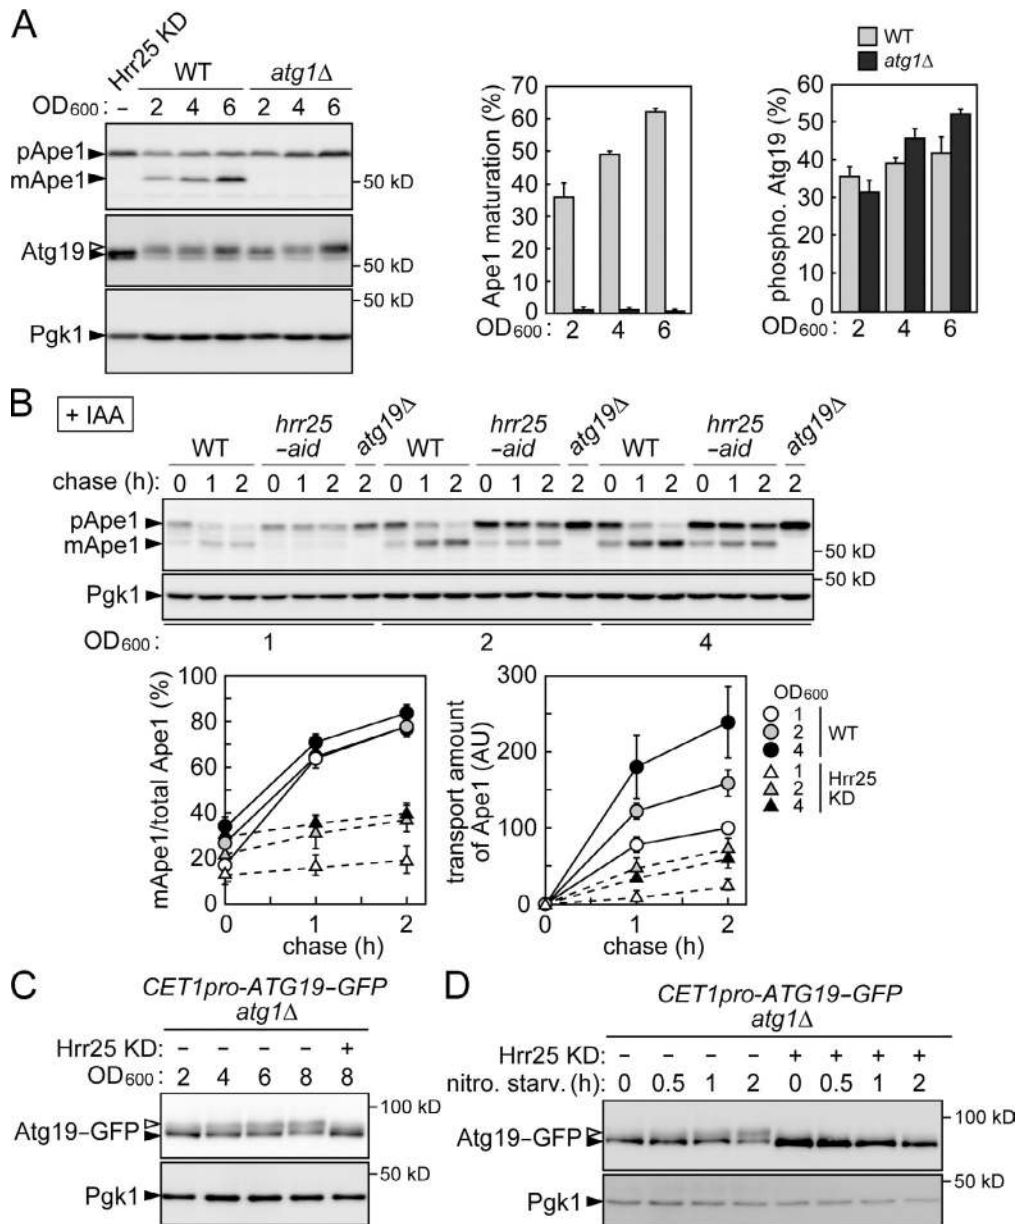 A
Hrr25 KD
WT
atg1Δ
OD600: – 2 4 6 2 4 6
pApe1
mApe1
50 kD
Atg19
50 kD
50 kD
Pgk1
Ape1 maturation (%)
70
60
50
40
30
20
10
0
OD600: 2 4 6
WT
atg1Δ
phospho. Atg19 (%)
60
50
40
30
20
10
0
OD600: 2 4 6
B
+ IAA
WT hrr25 -aid atg19Δ WT hrr25 -aid atg19Δ WT hrr25 -aid atg19Δ
chase (h): 0 1 2 0 1 2 2 0 1 2 0 1 2 2 0 1 2 0 1 2 2
pApe1
mApe1
50 kD
50 kD
Pgk1
OD600: 1 2 4
mApe1/total Ape1 (%)
100
80
60
40
20
0
0 1 2
chase (h)
transport amount
of Ape1 (AU)
300
200
100
0
0 1 2
chase (h)
OD600
1
2
4
WT
1
2
4
Hrr25
KD
C
CET1pro-ATG19–GFP
atg1Δ
Hrr25 KD: – – – – +
OD600: 2 4 6 8 8
100 kD
Atg19–GFP
50 kD
Pgk1
D
CET1pro-ATG19–GFP
atg1Δ
Hrr25 KD: – – – – + + + +
nitro. starv. (h) 0 0.5 1 2 0 0.5 1 2
100 kD
Atg19–GFP
50 kD
Pgk1